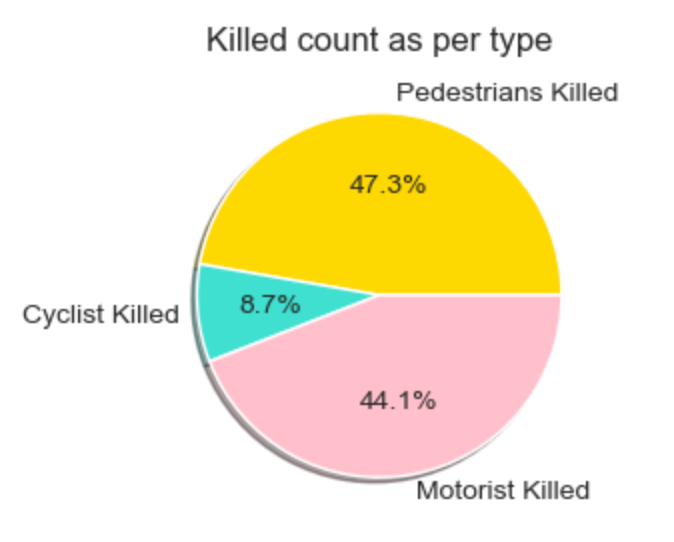 Killed count as per type
Pedestrians Killed
47.3%
Cyclist Killed
8.7%
44.1%
Motorist Killed